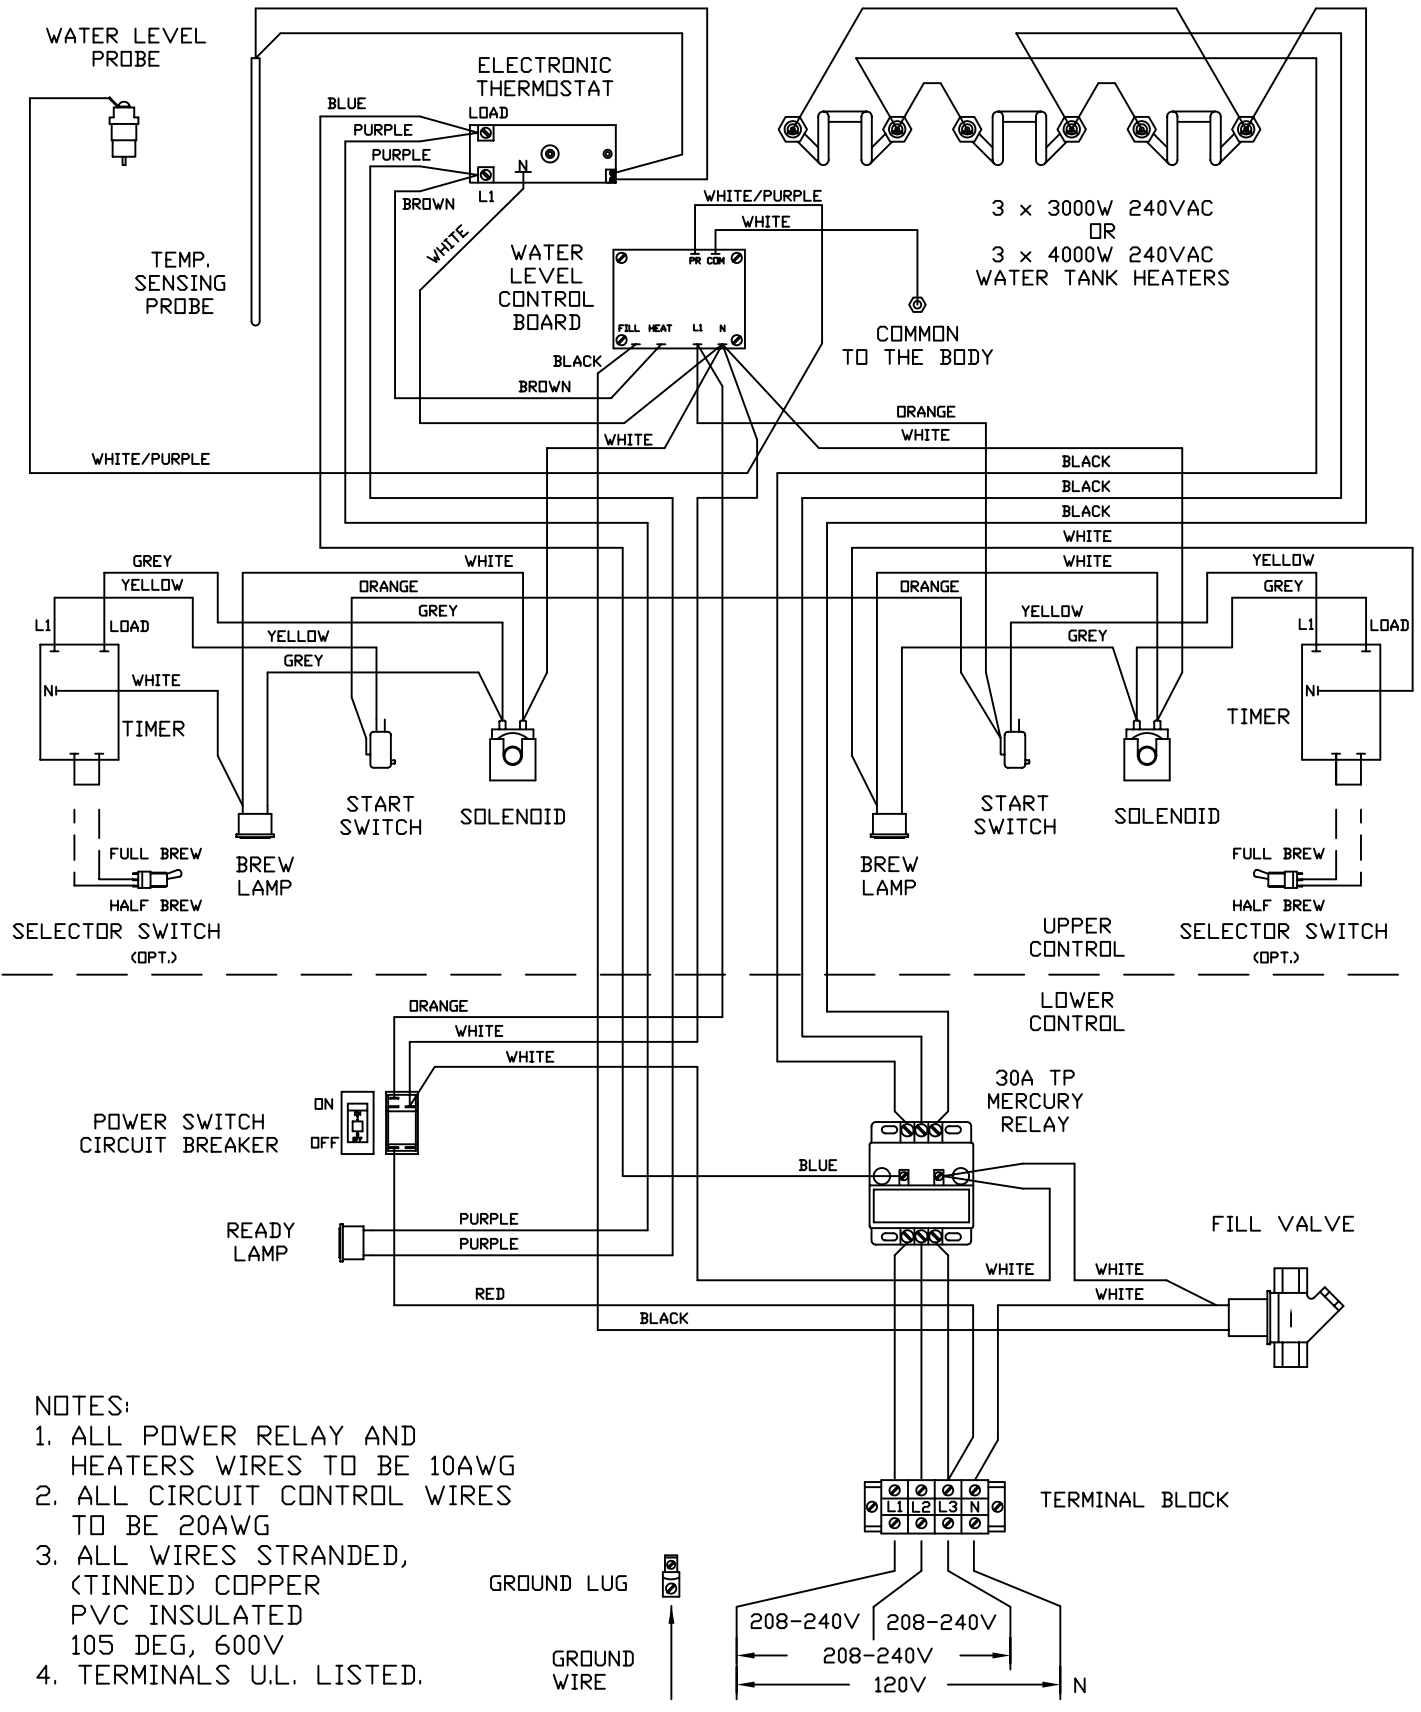 WATER LEVEL
PROBE
ELECTRONIC
THERMOSTAT
LOAD
BLUE
PURPLE
PURPLE
BROWN
N
L1
WHITE
WHITE/PURPLE
WHITE
3 x 3000W 240VAC
OR
3 x 4000W 240VAC
WATER TANK HEATERS
TEMP.
SENSING
PROBE
WATER
LEVEL
CONTROL
BOARD
PR COM
FILL HEAT L1 N
COMMON
TO THE BODY
BLACK
BROWN
WHITE
WHITE/PURPLE
ORANGE
WHITE
BLACK
BLACK
BLACK
WHITE
WHITE
GREY
YELLOW
WHITE
ORANGE
GREY
YELLOW
GREY
L1
LOAD
N
WHITE
TIMER
ORANGE
YELLOW
GREY
YELLOW
GREY
L1
LOAD
N
TIMER
START
SWITCH
SOLENOID
BREW
LAMP
FULL BREW
HALF BREW
SELECTOR SWITCH
(OPT.)
START
SWITCH
SOLENOID
BREW
LAMP
FULL BREW
HALF BREW
SELECTOR SWITCH
(OPT.)
UPPER
CONTROL
LOWER
CONTROL
ORANGE
WHITE
WHITE
30A TP
MERCURY
RELAY
ON
OFF
ON
OFF
POWER SWITCH
CIRCUIT BREAKER
BLUE
READY
LAMP
PURPLE
PURPLE
FILL VALVE
WHITE
WHITE
WHITE
RED
BLACK
NOTES:
1. ALL POWER RELAY AND
HEATERS WIRES TO BE 10AWG
2. ALL CIRCUIT CONTROL WIRES
TO BE 20AWG
3. ALL WIRES STRANDED,
(TINNED) COPPER
PVC INSULATED
105 DEG, 600V
4. TERMINALS U.L. LISTED.
L1 L2 L3 N
TERMINAL BLOCK
GROUND LUG
GROUND
WIRE
208-240V 208-240V
208-240V
120V
N